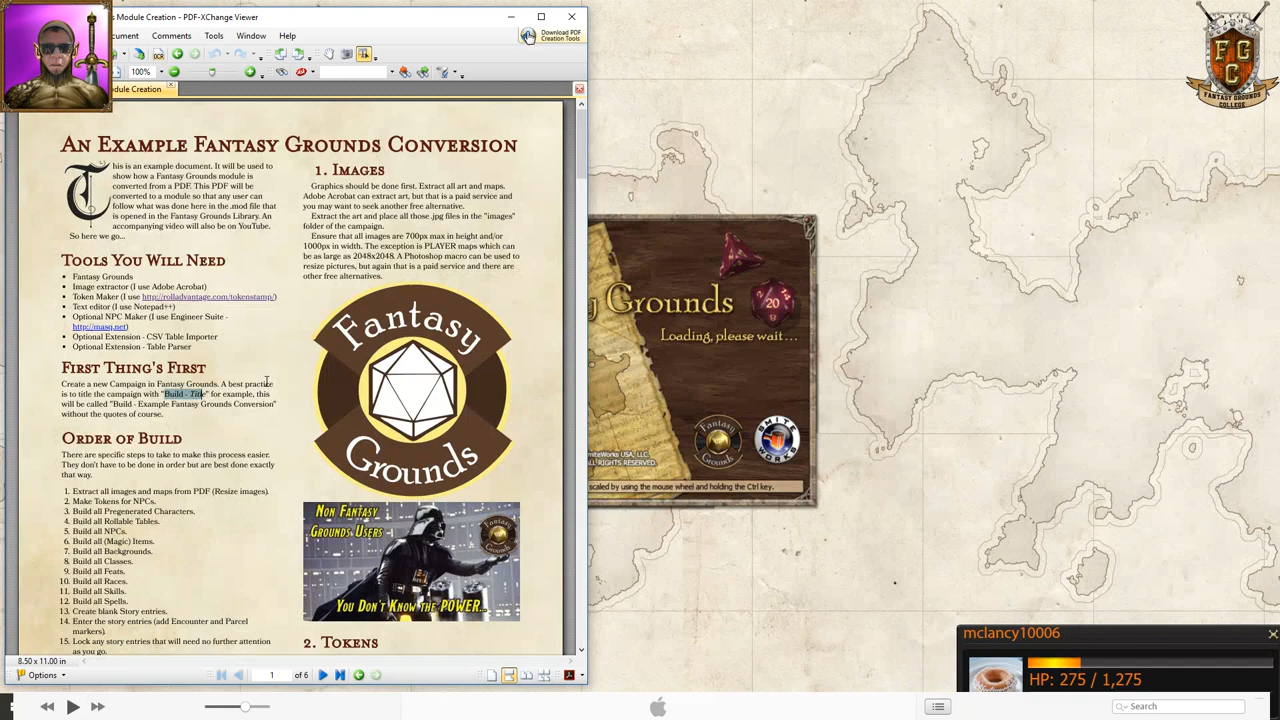 s Module Creation - PDF-XChange Viewer
cument Comments Tools Window Help
Download PDF
Creation Tools
OCR
100%
dule Creation
An Example Fantasy Grounds Conversion
This is an example document. It will be used to
show how a Fantasy Grounds module is
converted from a PDF. This PDF will be
converted to a module so that any user can
follow what was done here in the .mod file that
is opened in the Fantasy Grounds Library. An
accompanying video will also be on YouTube.
So here we go...
Tools You Will Need
• Fantasy Grounds
• Image extractor (I use Adobe Acrobat)
• Token Maker (I use http://rolladvantage.com/tokenstamp/)
• Text editor (I use Notepad++)
• Optional NPC Maker (I use Engineer Suite -
http://masq.net)
• Optional Extension - CSV Table Importer
• Optional Extension - Table Parser
First Thing's First
Create a new Campaign in Fantasy Grounds. A best practice
is to title the campaign with "Build - Title" for example, this
will be called "Build - Example Fantasy Grounds Conversion"
without the quotes of course.
Order of Build
There are specific steps to take to make this process easier.
They don't have to be done in order but are best done exactly
that way.
1. Extract all images and maps from PDF (Resize images).
2. Make Tokens for NPCs.
3. Build all Pregenerated Characters.
4. Build all Rollable Tables.
5. Build all NPCs.
6. Build all (Magic) Items.
7. Build all Backgrounds.
8. Build all Classes.
9. Build all Feats.
10. Build all Races.
11. Build all Skills.
12. Build all Spells.
13. Create blank Story entries.
14. Enter the story entries (add Encounter and Parcel
markers).
15. Lock any story entries that will need no further attention
as you go.
1. Images
Graphics should be done first. Extract all art and maps.
Adobe Acrobat can extract art, but that is a paid service and
you may want to seek another free alternative.
Extract the art and place all those .jpg files in the "images"
folder of the campaign.
Ensure that all images are 700px max in height and/or
1000px in width. The exception is PLAYER maps which can
be as large as 2048x2048. A Photoshop macro can be used to
resize pictures, but again that is a paid service and there are
other free alternatives.
Fantasy
Grounds
Non Fantasy
Grounds Users
Fantasy
Grounds
You Don't Know the POWER...
2. Tokens
8.50 x 11.00 in
Options
1 of 6
y Grounds
20
Loading, please wait...
Fantasy
Grounds
SMITE
WORKS
miteWorks USA, LLC.
ALL RIGHTS RESERVED.
scaled by using the mouse wheel and holding the Ctrl key.
FG
C
FANTASY GROUNDS
COLLEGE
mclancy10006
HP: 275 / 1,275
Search